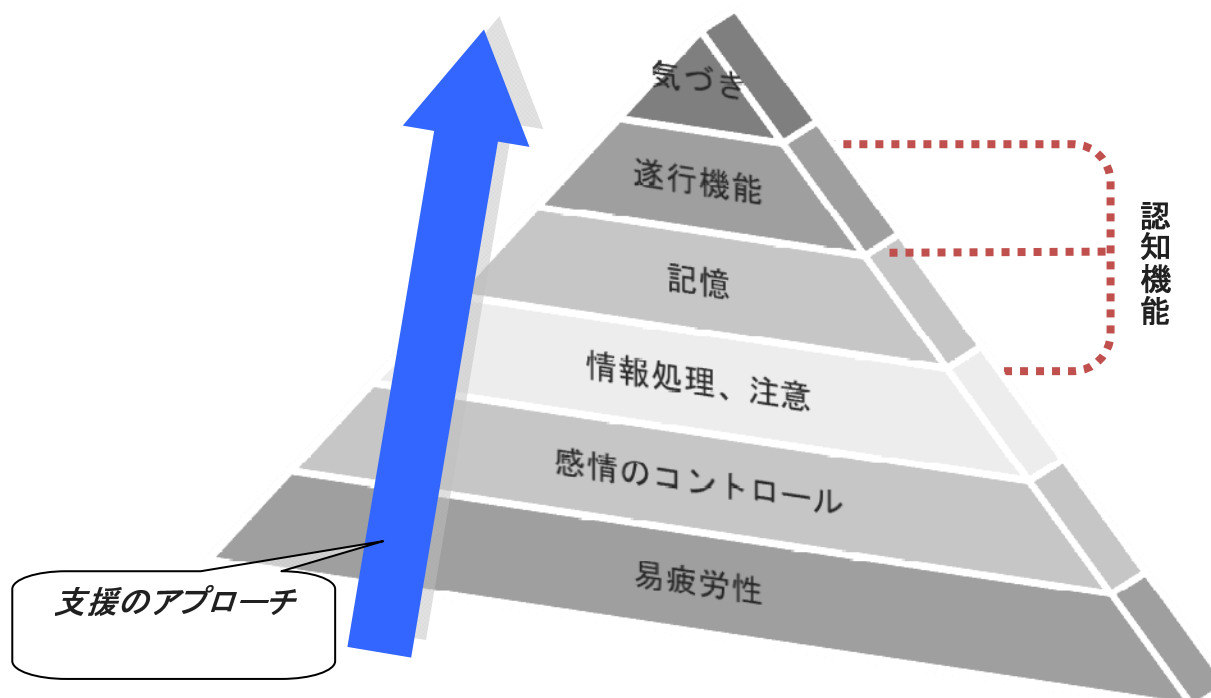 気づき
遂行機能
記憶
情報処理、注意
感情のコントロール
易疲労性
認知機能
支援のアプローチ